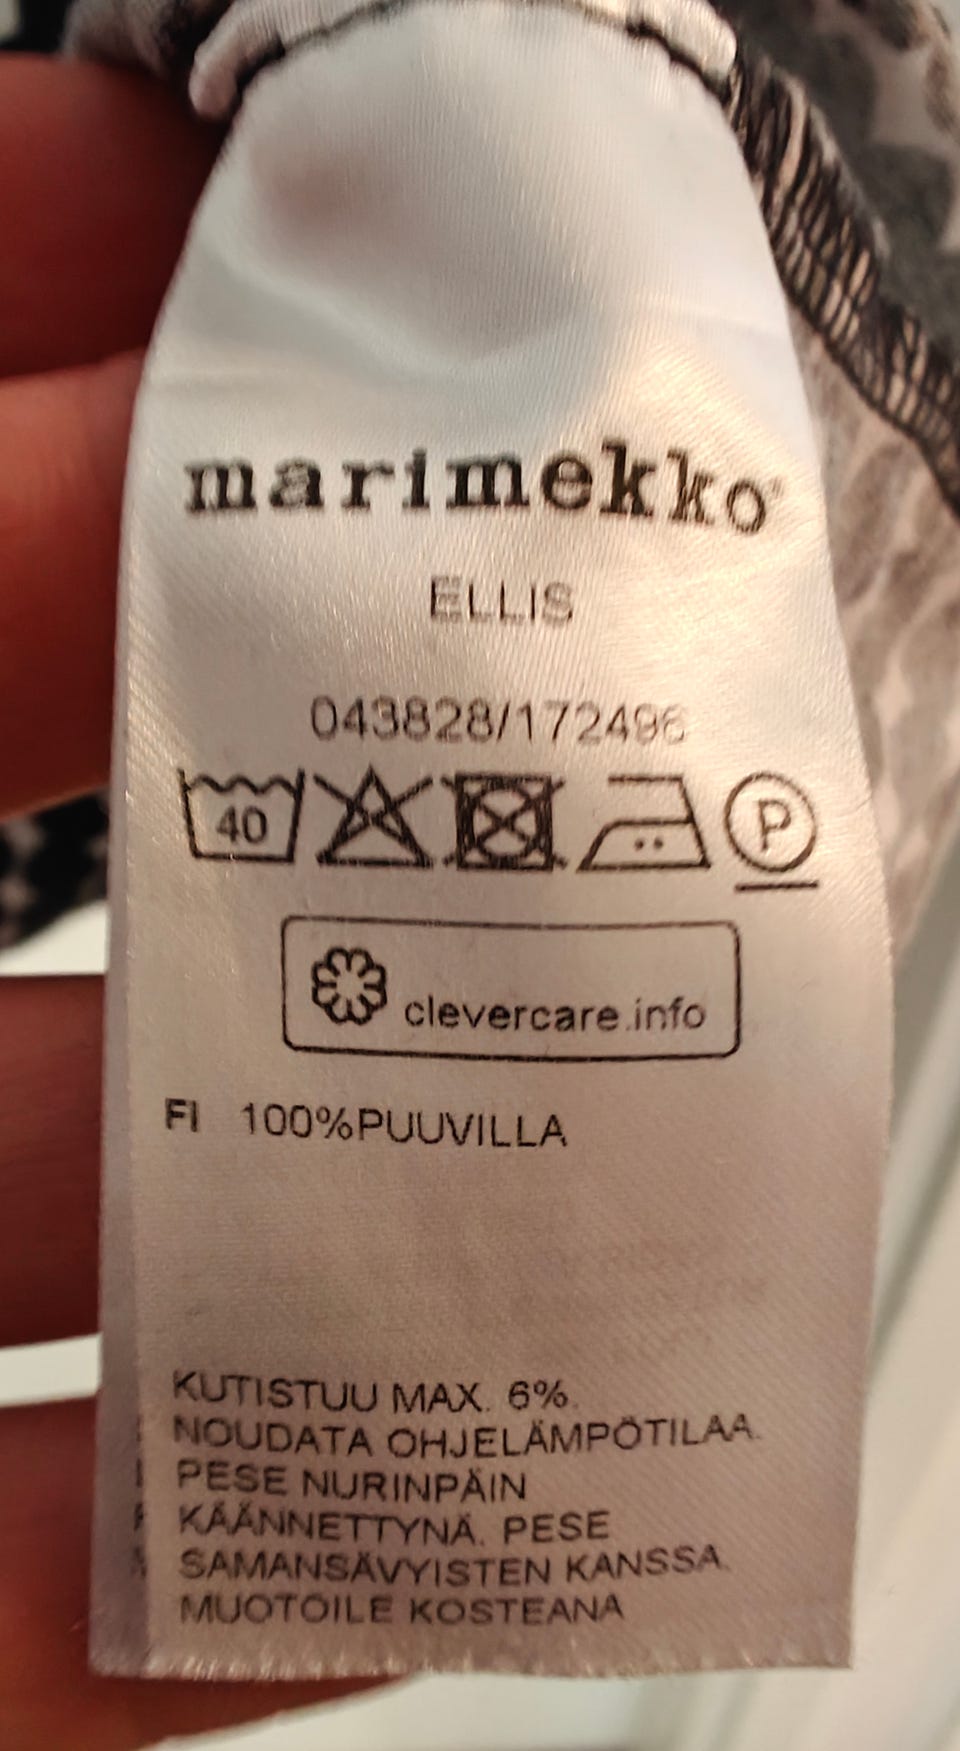 marimekko®
ELLIS
043828/172496
40 P
clevercare.info
FI 100%PUUVILLA
KUTISTUU MAX. 6%.
NOUDATA OHJELÄMPÖTILAA.
PESE NURINPÄIN
KÄÄNNETTYNÄ. PESE
SAMANSÄVYISTEN KANSSA.
MUOTOILE KOSTEANA